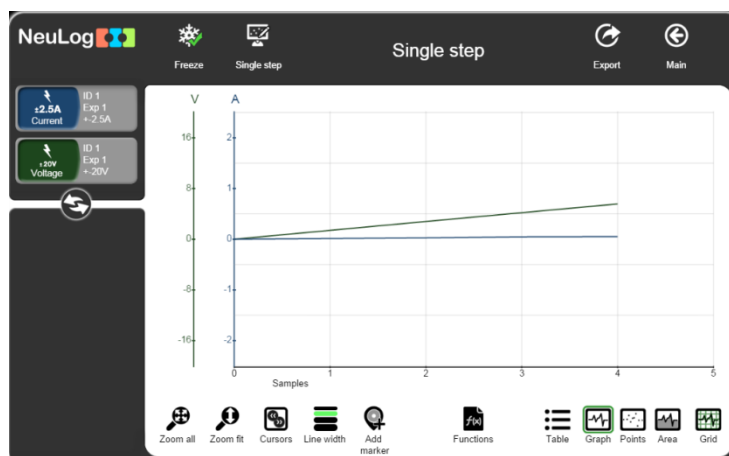 NeuLog
Freeze
Single step
Single step
Export
Main
±2.5A
Current
ID 1
Exp 1
+-2.5A
±20V
Voltage
ID 1
Exp 1
+-20V
V
A
16
8
0
-8
-16
2
1
0
-1
-2
0
1
2
3
4
5
Samples
Zoom all
Zoom fit
Cursors
Line width
Add
marker
f(x)
Functions
Table
Graph
Points
Area
Grid